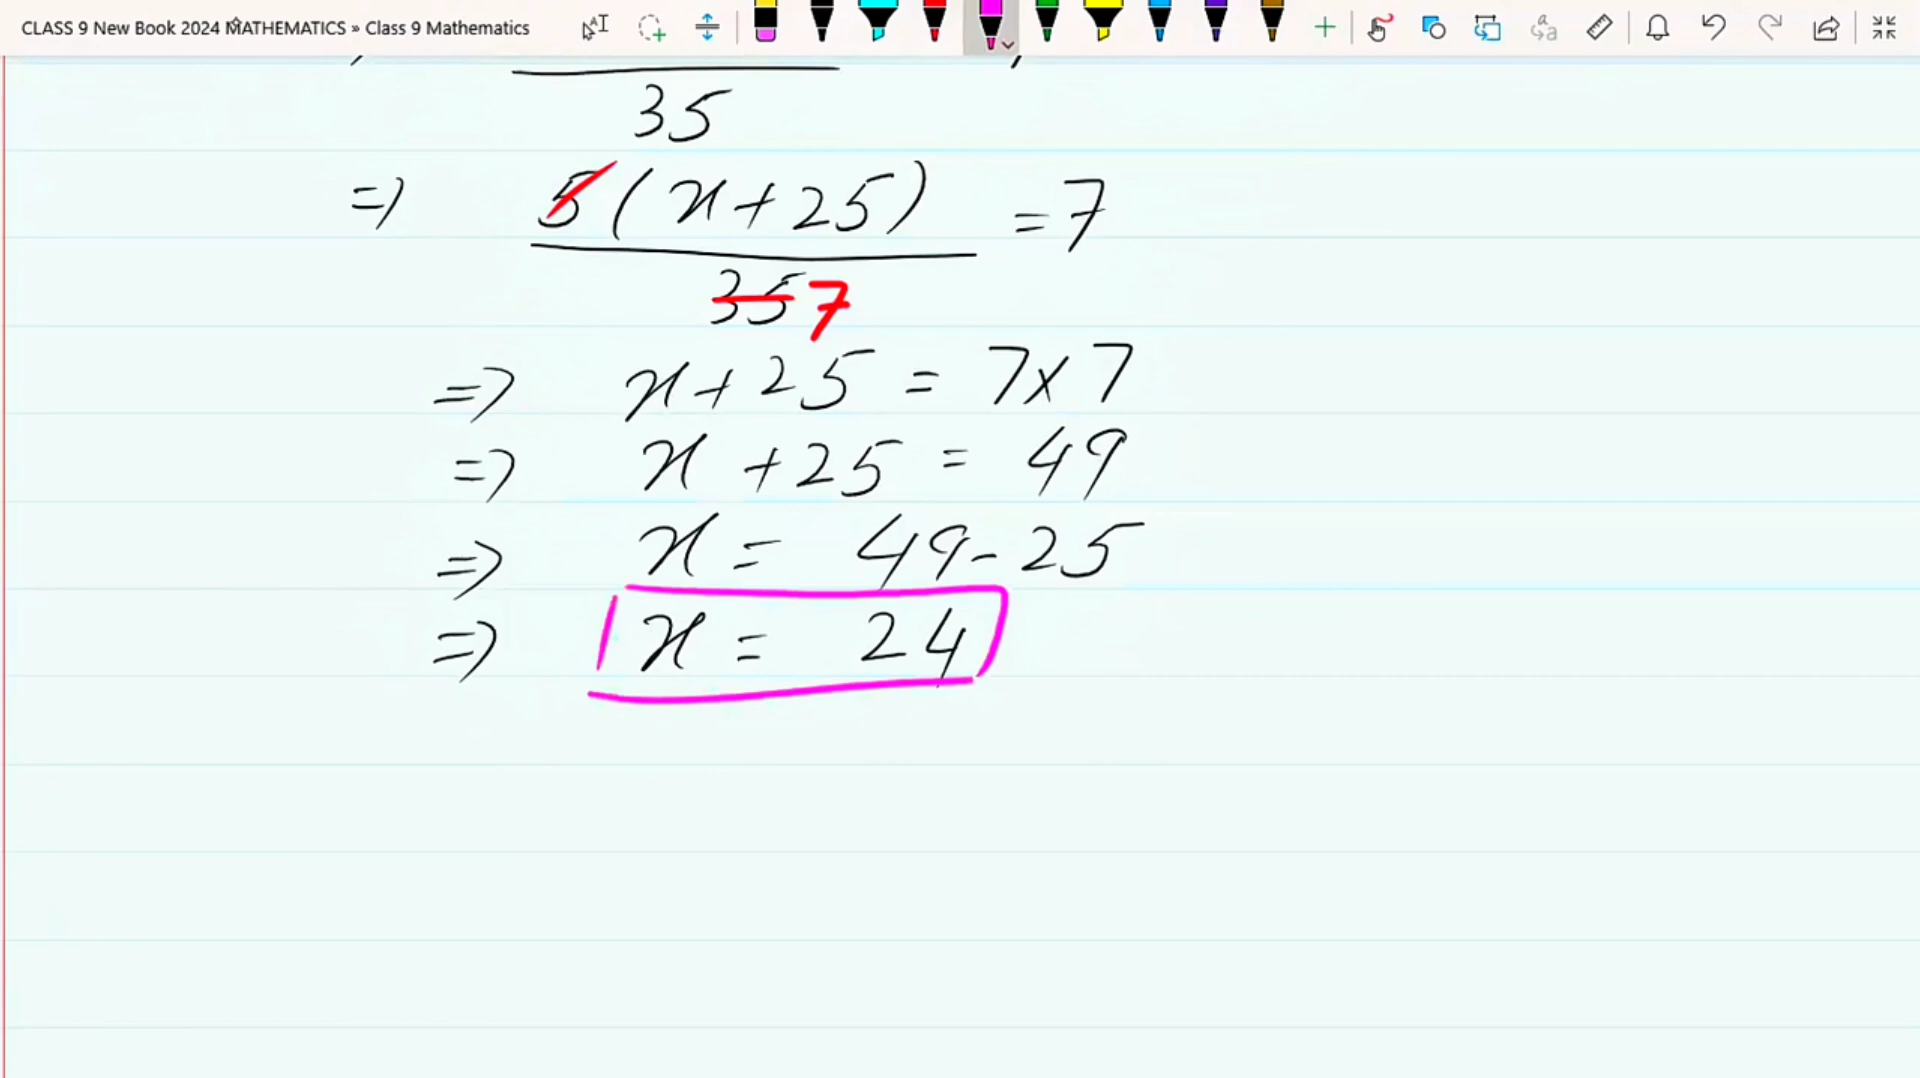 CLASS 9 New Book 2024 MATHEMATICS » Class 9 Mathematics
35
=> 5(x+25) = 7
35 7
=> x+25 = 7x7
=> x +25 = 49
=> x = 49-25
=> x = 24